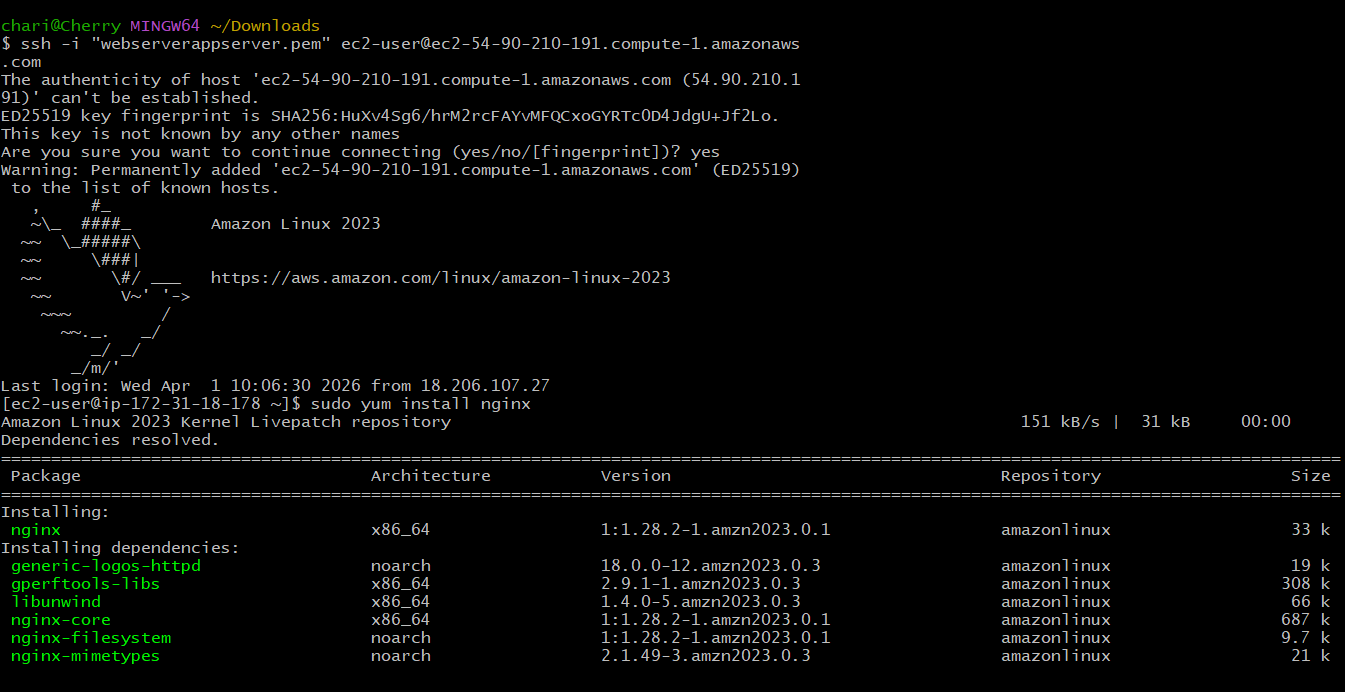 chari@Cherry MINGW64 ~/Downloads
$ ssh -i "webserverappserver.pem" ec2-user@ec2-54-90-210-191.compute-1.amazonaws
.com
The authenticity of host 'ec2-54-90-210-191.compute-1.amazonaws.com (54.90.210.1
91)' can't be established.
ED25519 key fingerprint is SHA256:HuXv4Sg6/hrM2rcFAYvMFQCxoGYRTcOD4JdgU+Jf2Lo.
This key is not known by any other names
Are you sure you want to continue connecting (yes/no/[fingerprint])? yes
Warning: Permanently added 'ec2-54-90-210-191.compute-1.amazonaws.com' (ED25519)
 to the list of known hosts.
   ,     #_
   ~\_  ####_        Amazon Linux 2023
  ~~  \_#####\
  ~~     \###|
  ~~       \#/ ___   https://aws.amazon.com/linux/amazon-linux-2023
   ~~       V~' '->
    ~~~         /
      ~~._.   _/
         _/ _/
       _/m/'
Last login: Wed Apr  1 10:06:30 2026 from 18.206.107.27
[ec2-user@ip-172-31-18-178 ~]$ sudo yum install nginx
Amazon Linux 2023 Kernel Livepatch repository 151 kB/s | 31 kB 00:00
Dependencies resolved.
======================================================================================================================================
 Package Architecture Version Repository Size
======================================================================================================================================
Installing:
 nginx x86_64 1:1.28.2-1.amzn2023.0.1 amazonlinux 33 k
Installing dependencies:
 generic-logos-httpd noarch 18.0.0-12.amzn2023.0.3 amazonlinux 19 k
 gperftools-libs x86_64 2.9.1-1.amzn2023.0.3 amazonlinux 308 k
 libunwind x86_64 1.4.0-5.amzn2023.0.3 amazonlinux 66 k
 nginx-core x86_64 1:1.28.2-1.amzn2023.0.1 amazonlinux 687 k
 nginx-filesystem noarch 1:1.28.2-1.amzn2023.0.1 amazonlinux 9.7 k
 nginx-mimetypes noarch 2.1.49-3.amzn2023.0.3 amazonlinux 21 k